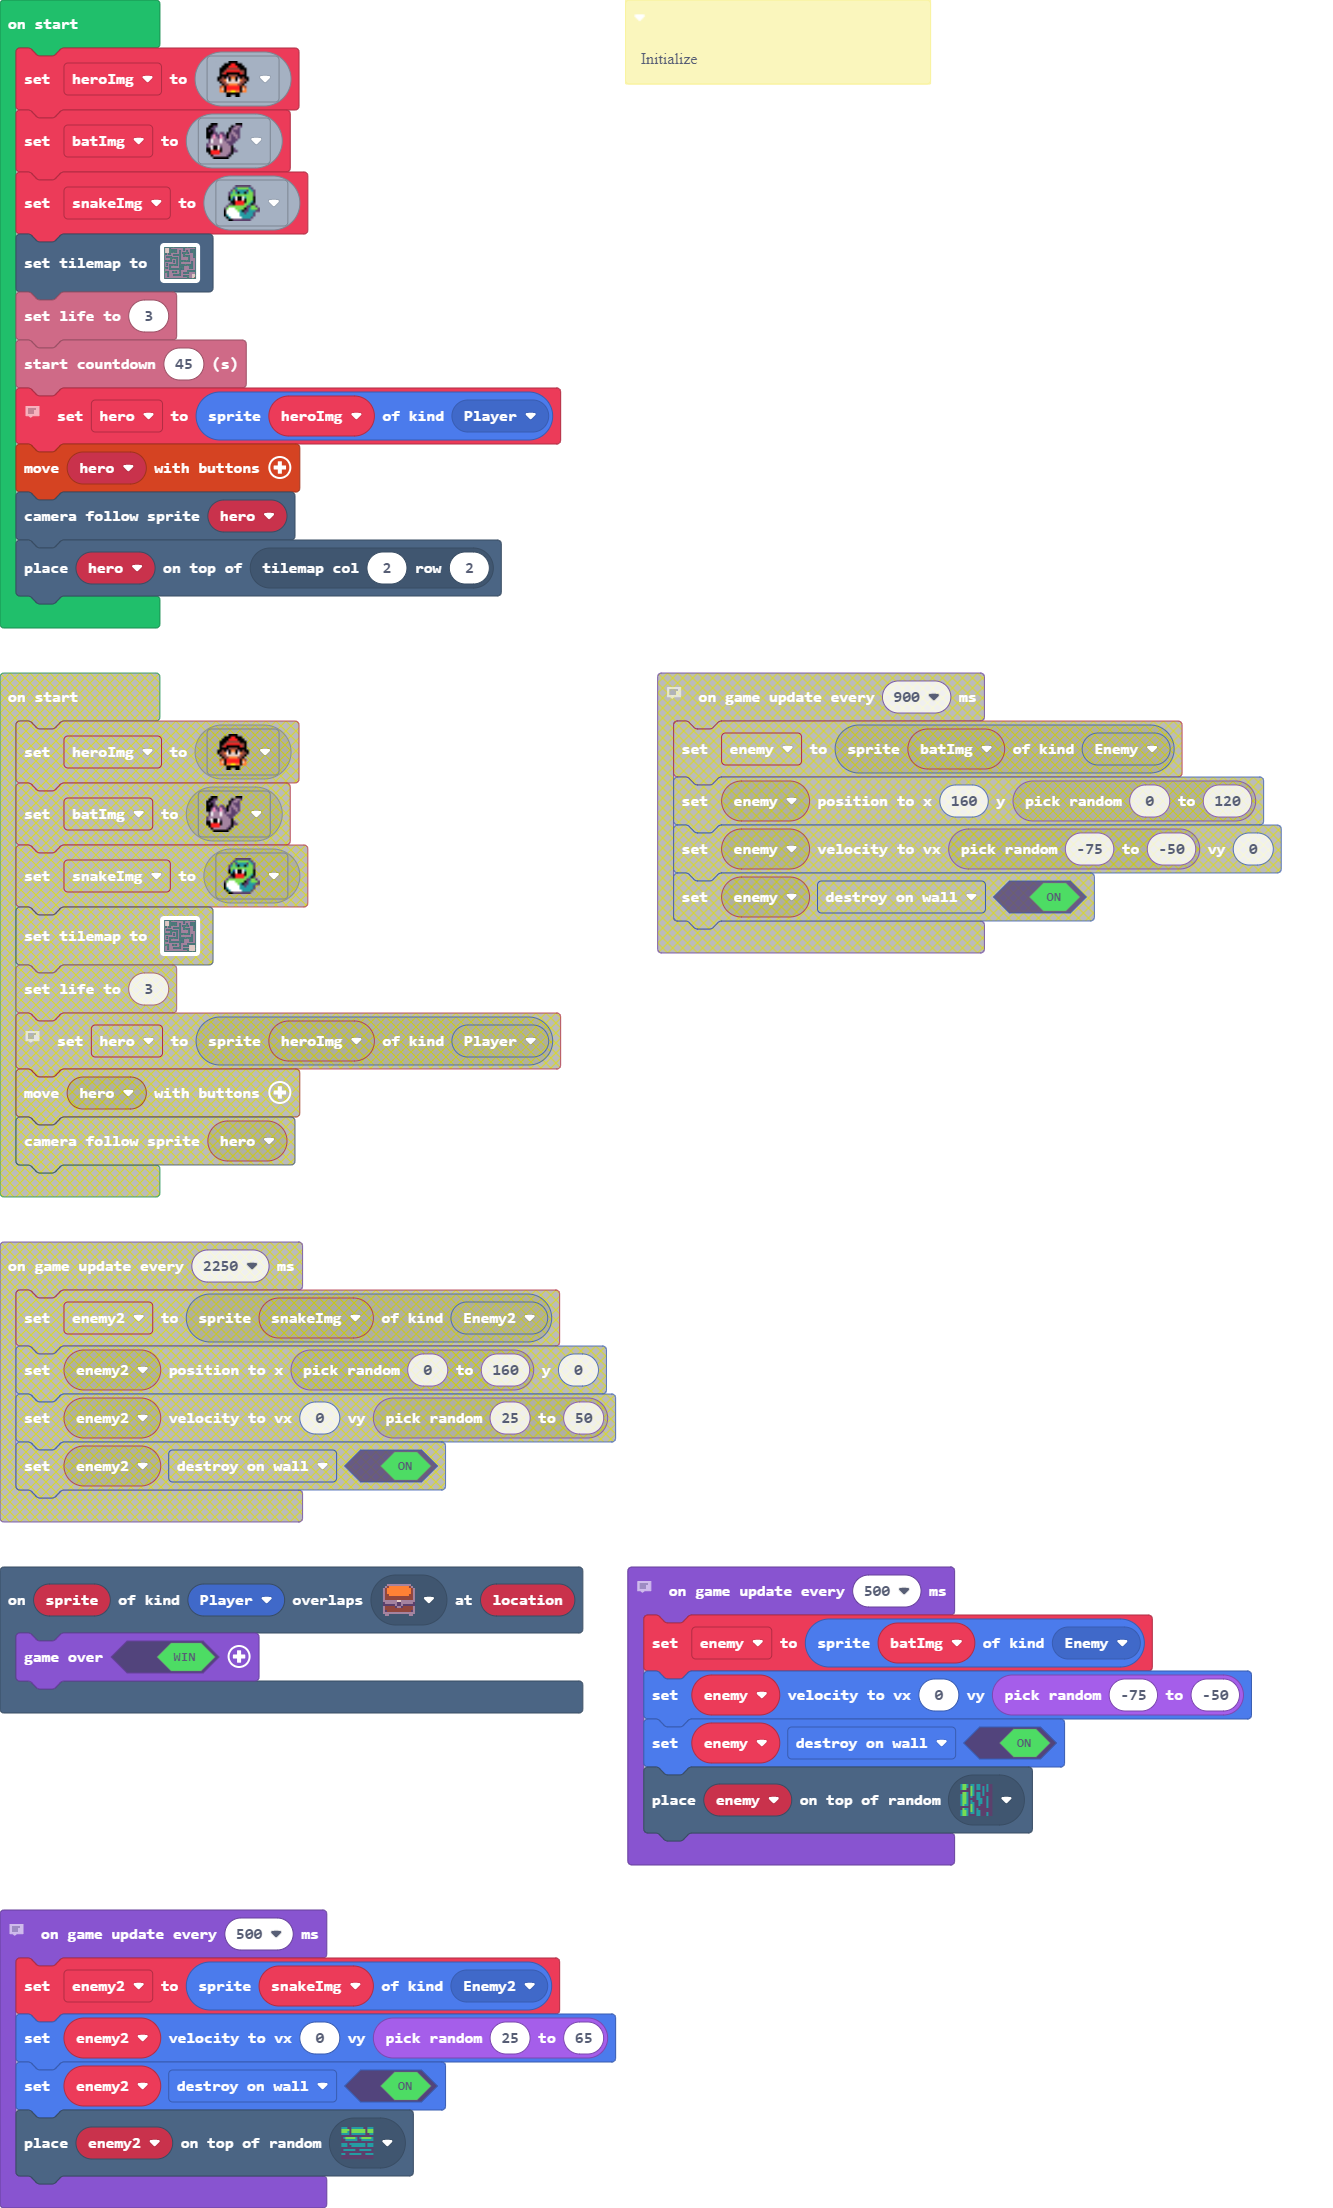 on start
set heroImg to
set batImg to
set snakeImg to
set tilemap to
set life to 3
start countdown 45 (s)
set hero to sprite heroImg of kind Player
move hero with buttons
camera follow sprite hero
place hero on top of tilemap col 2 row 2
Initialize
on start
set heroImg to
set batImg to
set snakeImg to
set tilemap to
set life to 3
set hero to sprite heroImg of kind Player
move hero with buttons
camera follow sprite hero
on game update every 900 ms
set enemy to sprite batImg of kind Enemy
set enemy position to x 160 y pick random 0 to 120
set enemy velocity to vx pick random -75 to -50 vy 0
set enemy destroy on wall ON
on game update every 2250 ms
set enemy2 to sprite snakeImg of kind Enemy2
set enemy2 position to x pick random 0 to 160 y 0
set enemy2 velocity to vx 0 vy pick random 25 to 50
set enemy2 destroy on wall ON
on sprite of kind Player overlaps at location
game over WIN
on game update every 500 ms
set enemy to sprite batImg of kind Enemy
set enemy velocity to vx 0 vy pick random -75 to -50
set enemy destroy on wall ON
place enemy on top of random
on game update every 500 ms
set enemy2 to sprite snakeImg of kind Enemy2
set enemy2 velocity to vx 0 vy pick random 25 to 65
set enemy2 destroy on wall ON
place enemy2 on top of random